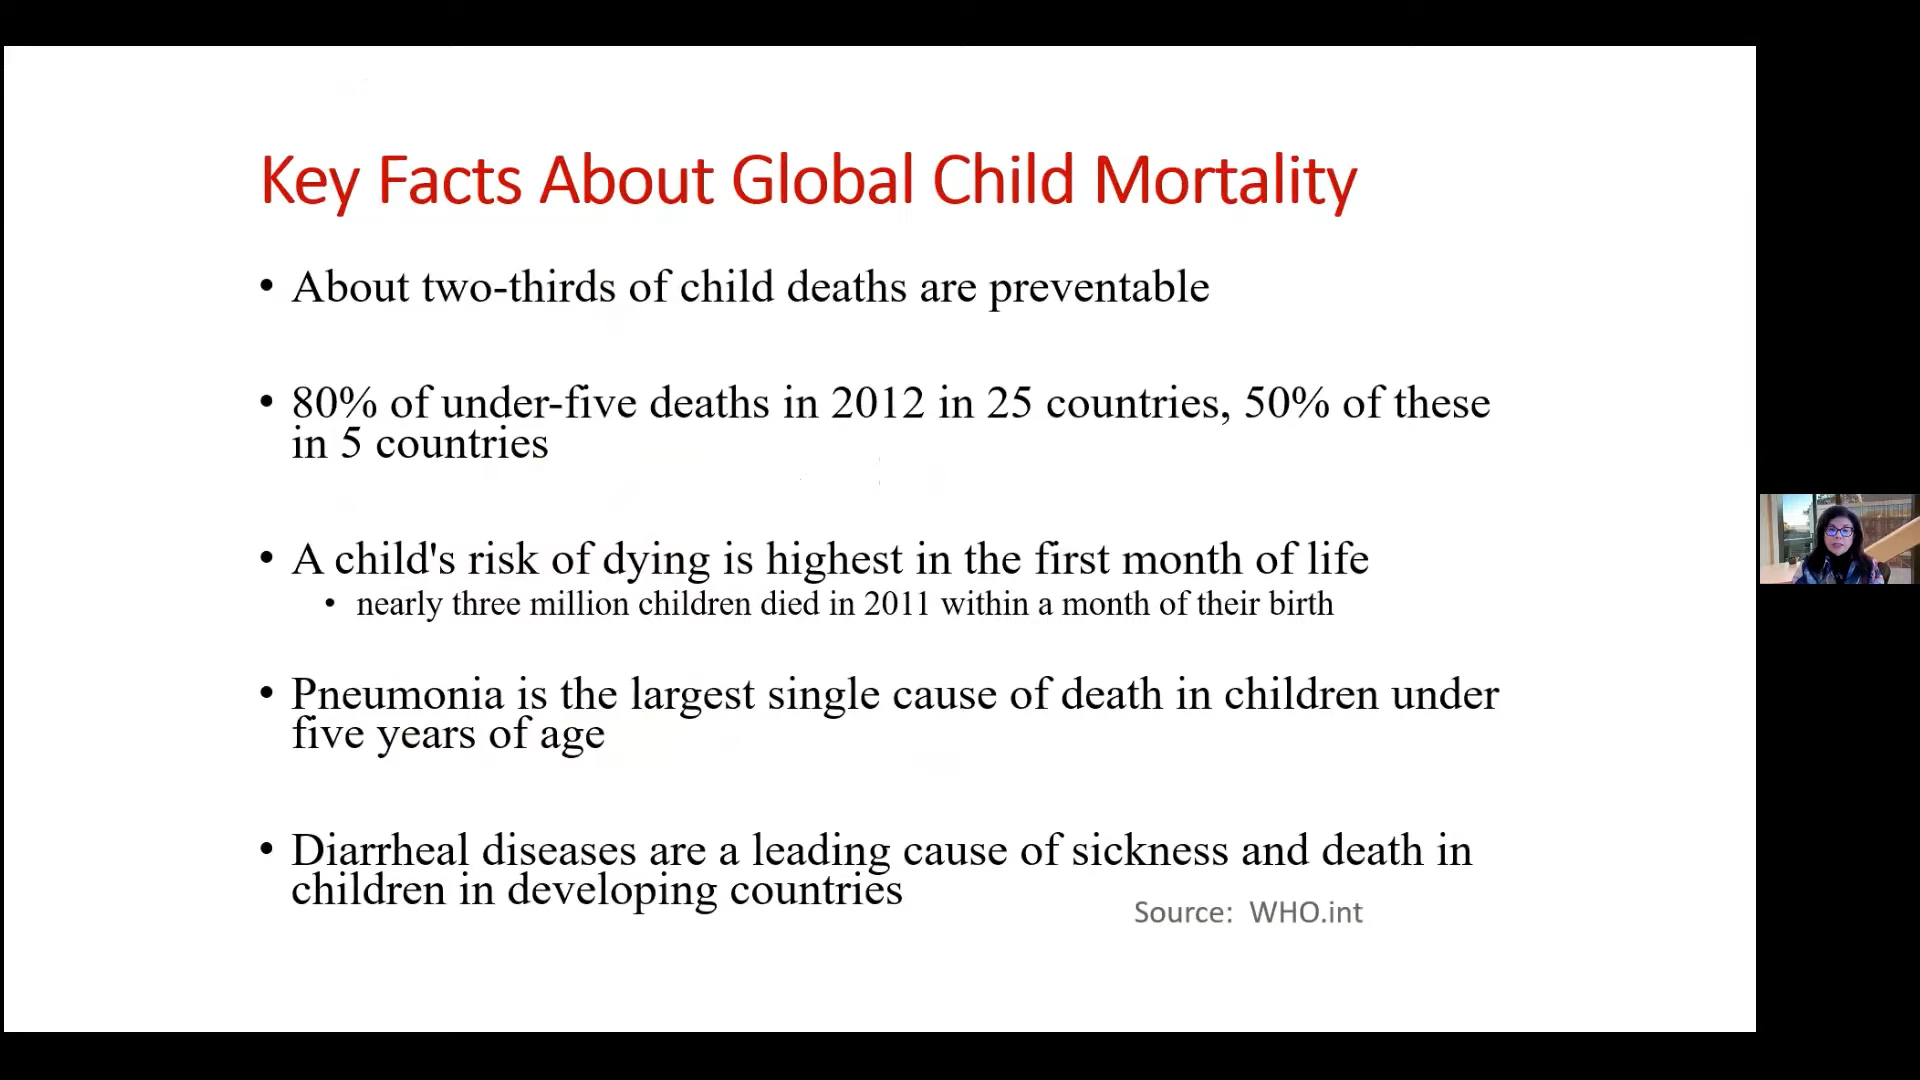 Key Facts About Global Child Mortality
• About two-thirds of child deaths are preventable
• 80% of under-five deaths in 2012 in 25 countries, 50% of these
in 5 countries
• A child's risk of dying is highest in the first month of life
• nearly three million children died in 2011 within a month of their birth
• Pneumonia is the largest single cause of death in children under
five years of age
• Diarrheal diseases are a leading cause of sickness and death in
children in developing countries
Source: WHO.int